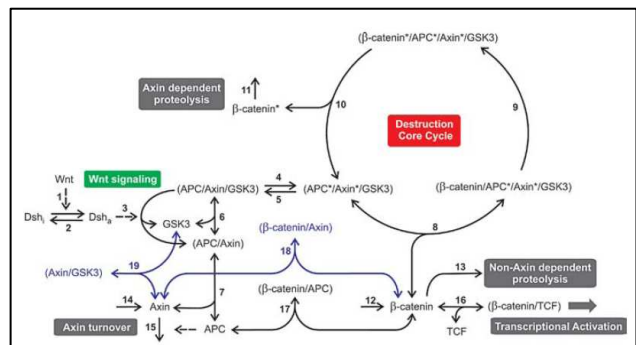 (β-catenin*/APC*/Axin*/GSK3)
Axin dependent
proteolysis
11
β-catenin*
10
9
Destruction
Core Cycle
Wnt
Wnt signaling
1
Dshi
2
Dsha
3
(APC/Axin/GSK3)
4
5
(APC*/Axin*/GSK3)
(β-catenin/APC*/Axin*/GSK3)
GSK3
6
8
(APC/Axin)
(β-catenin/Axin)
(Axin/GSK3)
19
18
13
Non-Axin dependent
proteolysis
7
(β-catenin/APC)
14
Axin
12
β-catenin
16
(β-catenin/TCF)
Axin turnover
15
APC
17
TCF
Transcriptional Activation